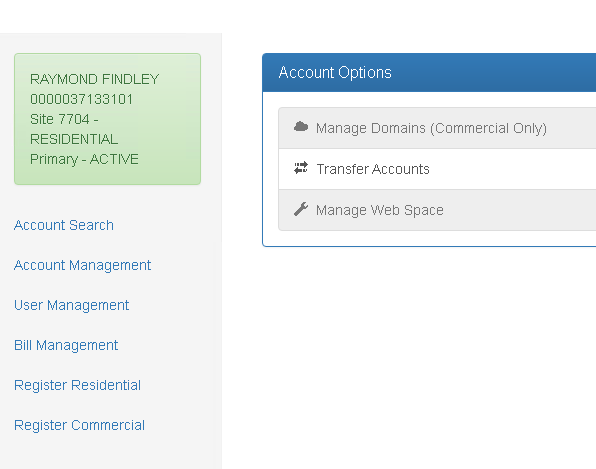 RAYMOND FINDLEY
0000037133101
Site 7704 -
RESIDENTIAL
Primary - ACTIVE
Account Search
Account Management
User Management
Bill Management
Register Residential
Register Commercial
Account Options
Manage Domains (Commercial Only)
Transfer Accounts
Manage Web Space